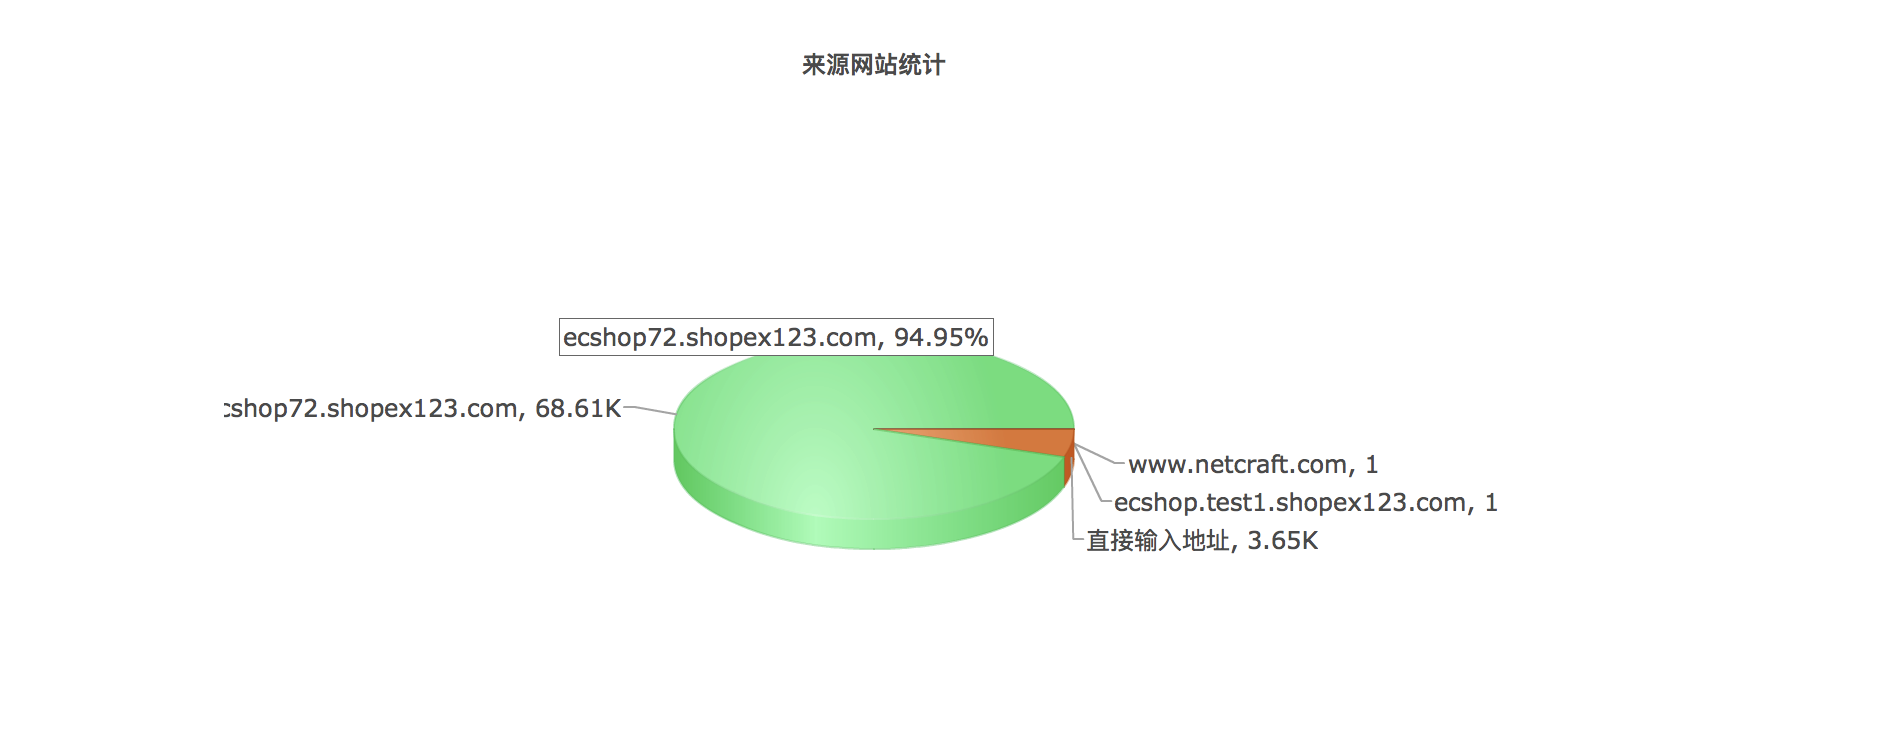 来源网站统计
ecshop72.shopex123.com, 94.95%
cshop72.shopex123.com, 68.61K
www.netcraft.com, 1
ecshop.test1.shopex123.com, 1
直接输入地址, 3.65K